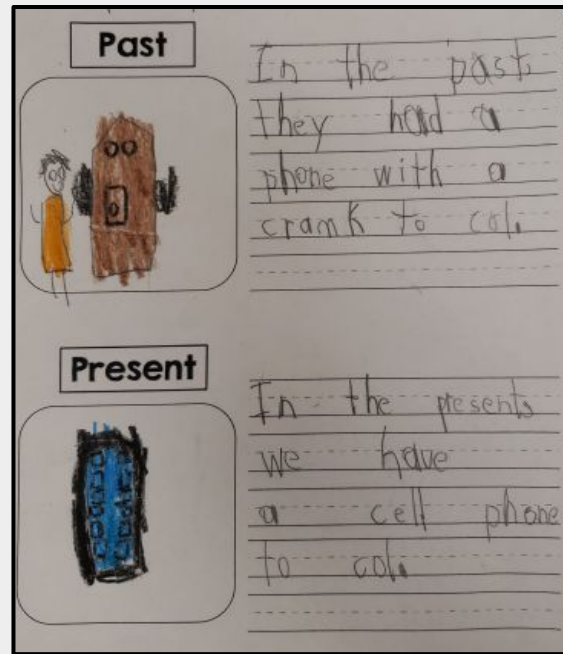 Past
In the past,
they had a
phone with a
crank to col.
Present
In the present,
we have
a cell phone
to col.